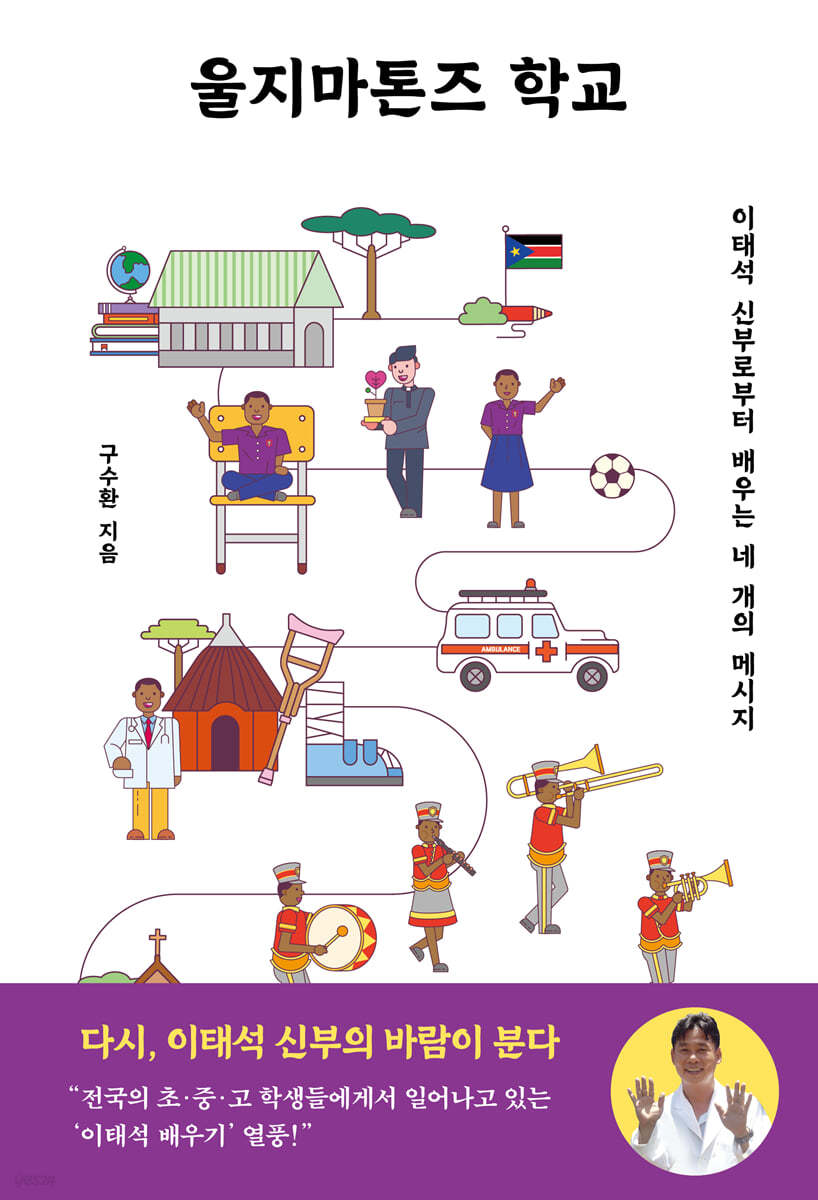 울지마톤즈 학교
이태석 신부로부터 배우는 네 개의 메시지
구수환 지음
AMBULANCE
다시, 이태석 신부의 바람이 분다
“전국의 초·중·고 학생들에게서 일어나고 있는
‘이태석 배우기’ 열풍!”
yes24